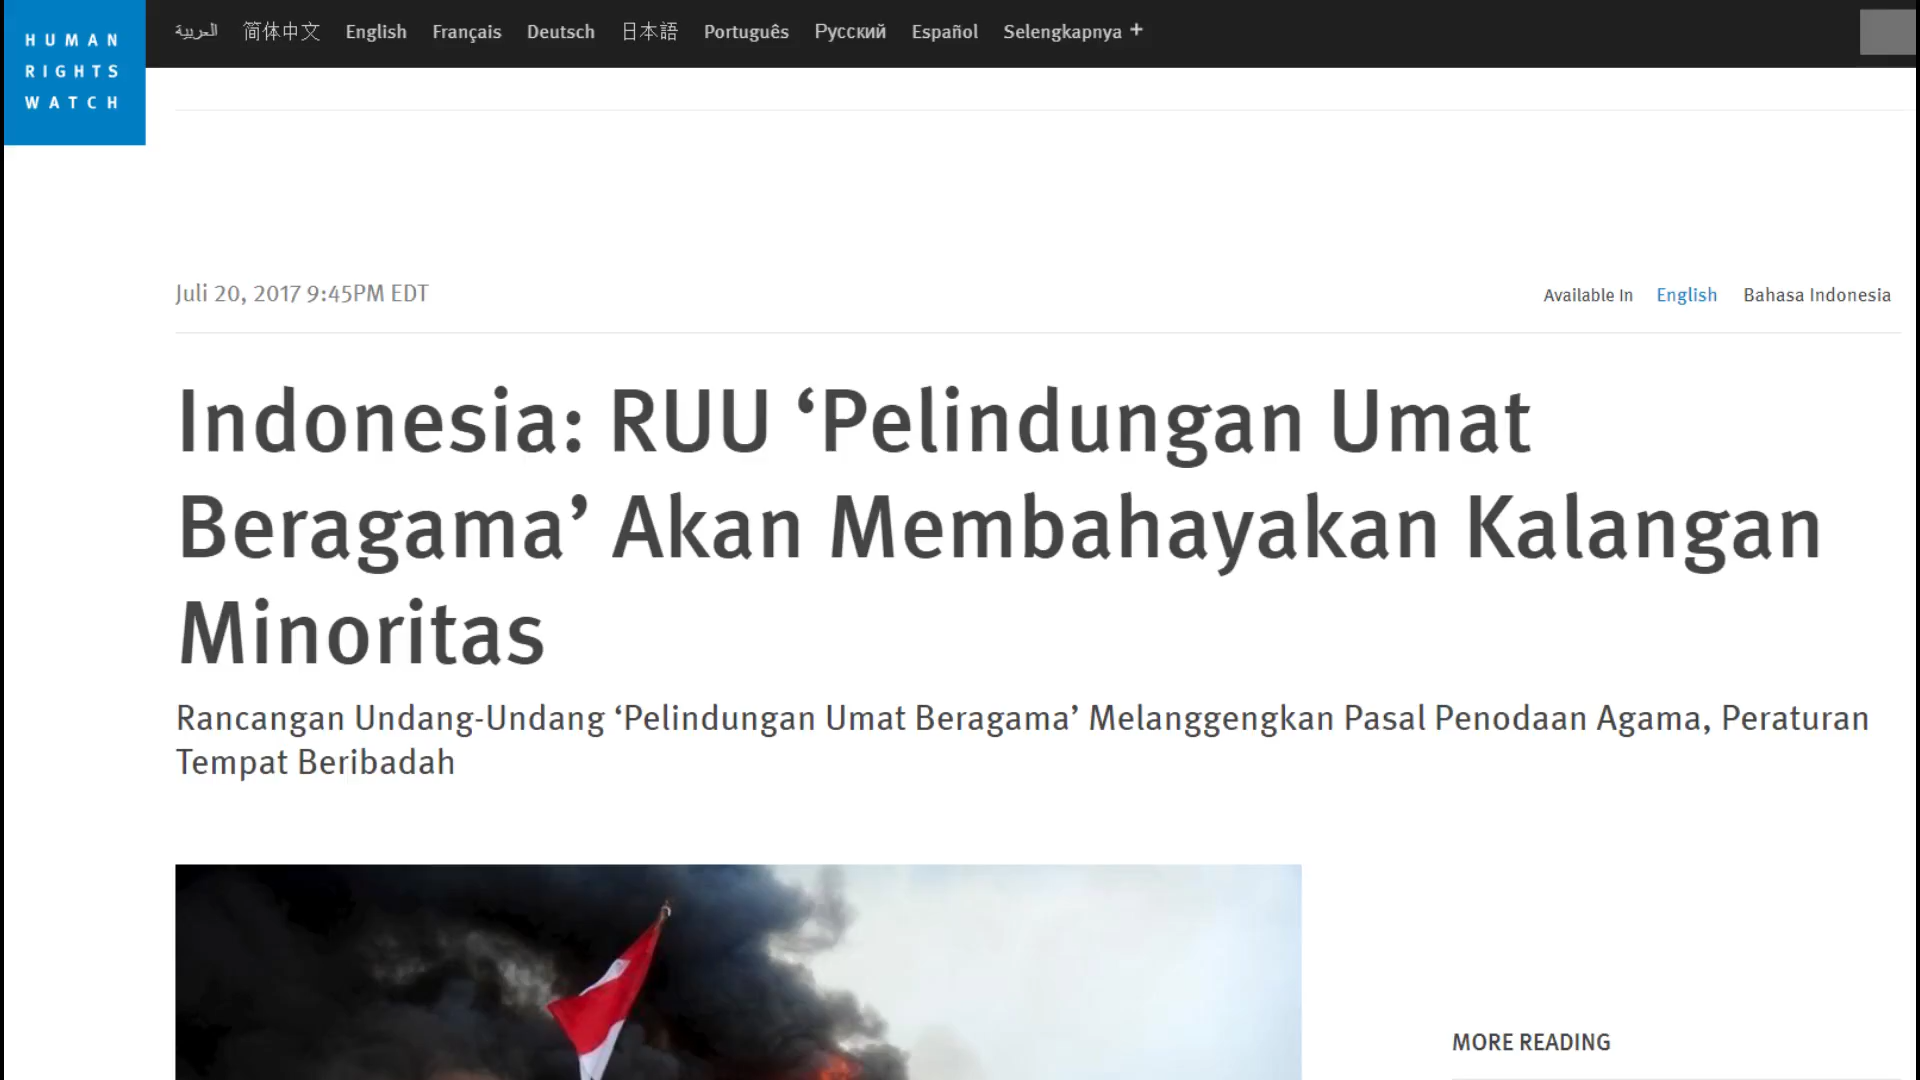 HUMAN
RIGHTS
WATCH
العربية 简体中文 English Français Deutsch 日本語 Português Русский Español Selengkapnya +
Juli 20, 2017 9:45PM EDT
Available In English Bahasa Indonesia
Indonesia: RUU ‘Pelindungan Umat
Beragama’ Akan Membahayakan Kalangan
Minoritas
Rancangan Undang-Undang ‘Pelindungan Umat Beragama’ Melanggengkan Pasal Penodaan Agama, Peraturan
Tempat Beribadah
MORE READING